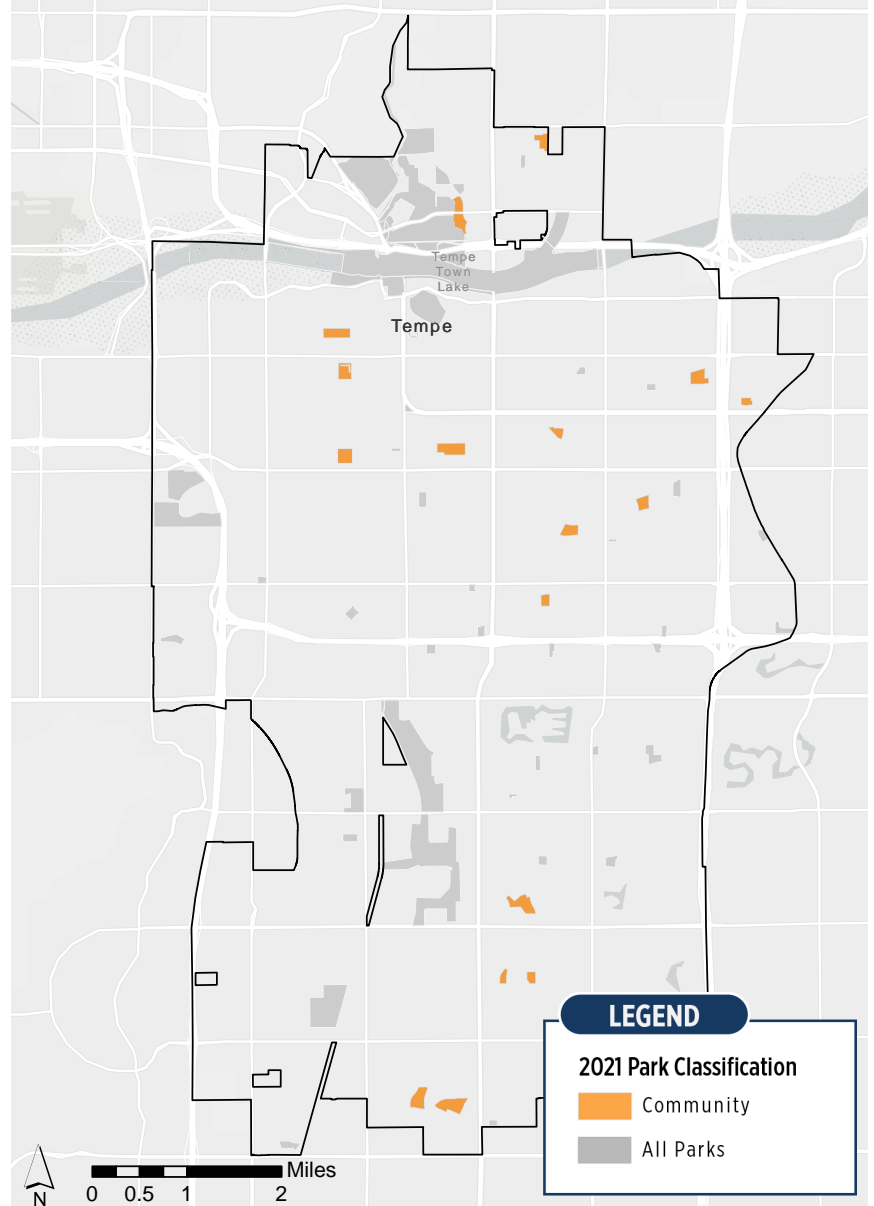 Tempe
Town
Lake
Tempe
LEGEND
2021 Park Classification
Community
All Parks
N
Miles
0 0.5 1 2